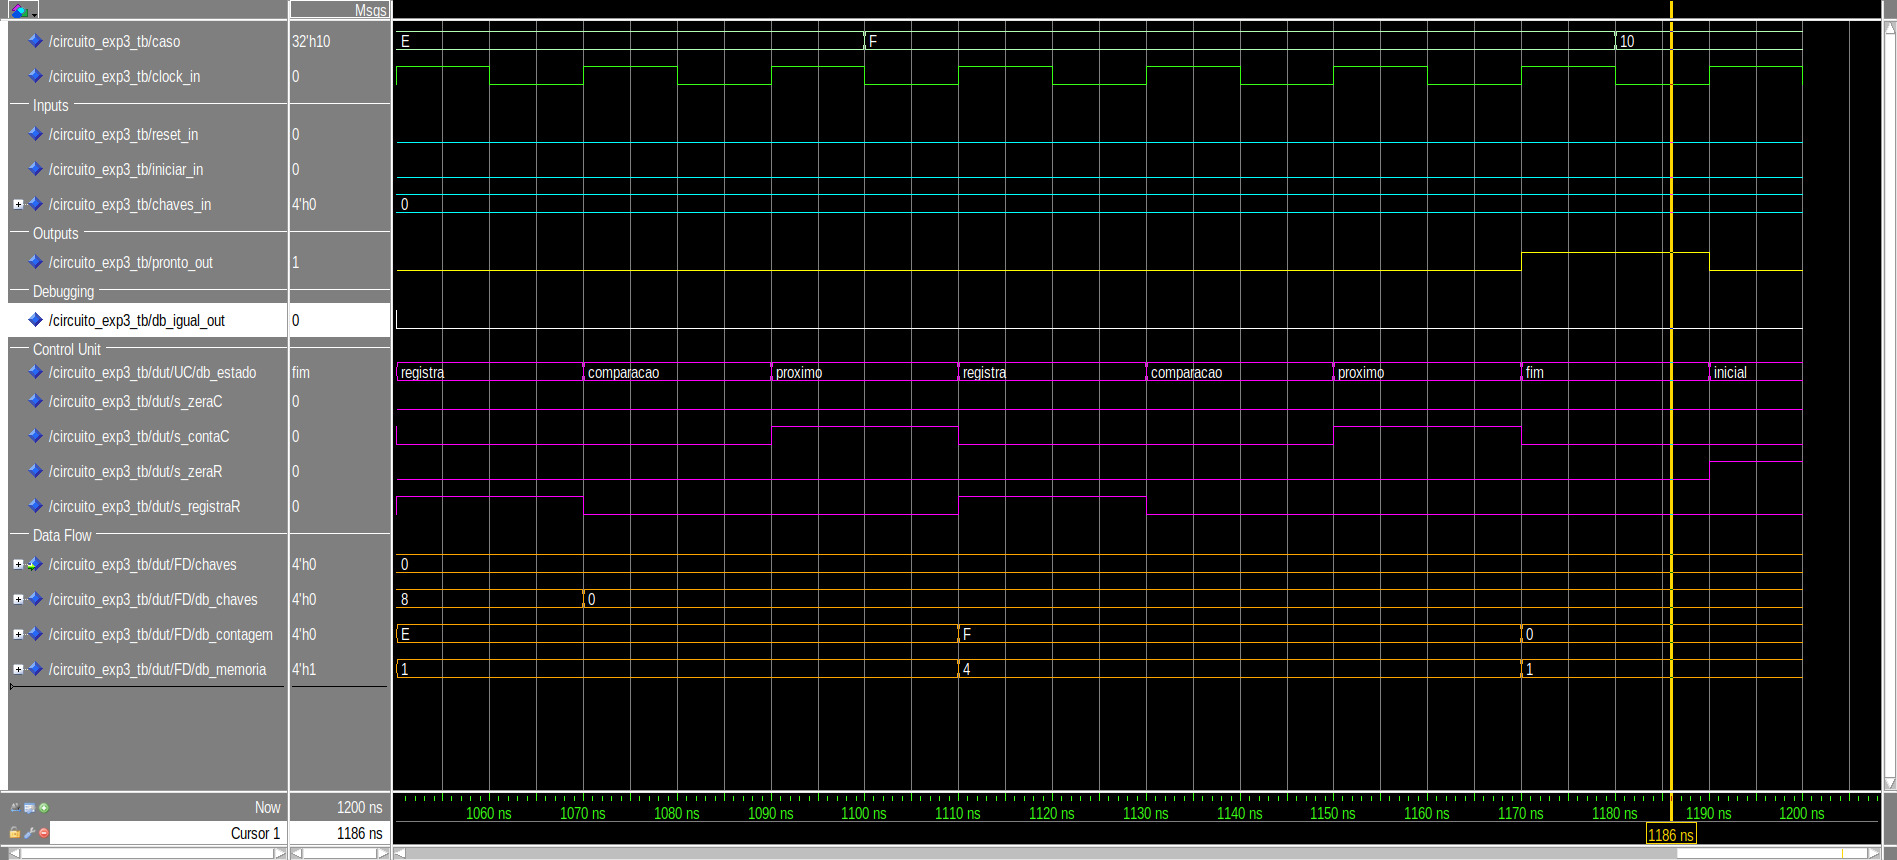 Msgs
/circuito_exp3_tb/caso 32'h10 E F 10
/circuito_exp3_tb/clock_in 0
Inputs
/circuito_exp3_tb/reset_in 0
/circuito_exp3_tb/iniciar_in 0
/circuito_exp3_tb/chaves_in 4'h0 0
Outputs
/circuito_exp3_tb/pronto_out 1
Debugging
/circuito_exp3_tb/db_igual_out 0
Control Unit
/circuito_exp3_tb/dut/UC/db_estado fim registra comparacao proximo registra comparacao proximo fim inicial
/circuito_exp3_tb/dut/s_zeraC 0
/circuito_exp3_tb/dut/s_contaC 0
/circuito_exp3_tb/dut/s_zeraR 0
/circuito_exp3_tb/dut/s_registraR 0
Data Flow
/circuito_exp3_tb/dut/FD/chaves 4'h0 0
/circuito_exp3_tb/dut/FD/db_chaves 4'h0 8 0
/circuito_exp3_tb/dut/FD/db_contagem 4'h0 E F 0
/circuito_exp3_tb/dut/FD/db_memoria 4'h1 1 4 1
Now 1200 ns 1060 ns 1070 ns 1080 ns 1090 ns 1100 ns 1110 ns 1120 ns 1130 ns 1140 ns 1150 ns 1160 ns 1170 ns 1180 ns 1190 ns 1200 ns
Cursor 1 1186 ns 1186 ns